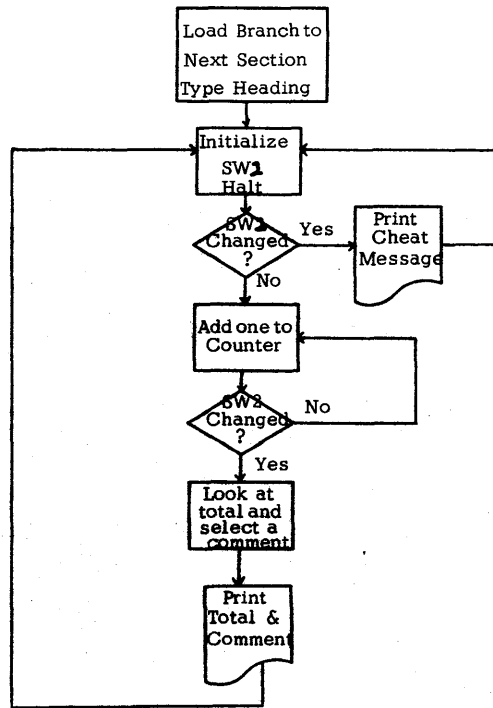 Load Branch to
Next Section
Type Heading
Initialize
SW2
Halt
SW2
Changed
?
Yes
Print
Cheat
Message
No
Add one to
Counter
SW2
Changed
?
No
Yes
Look at
total and
select a
comment
Print
Total &
Comment